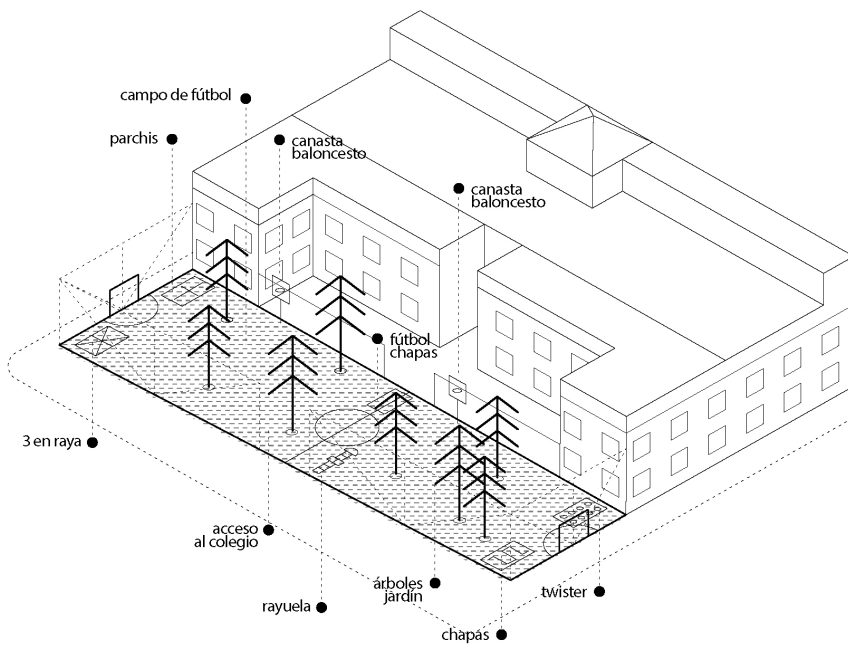 campo de fútbol
parchis
canasta
baloncesto
canasta
baloncesto
fútbol
chapas
3 en raya
acceso
al colegio
árboles
jardín
rayuela
twister
chapas